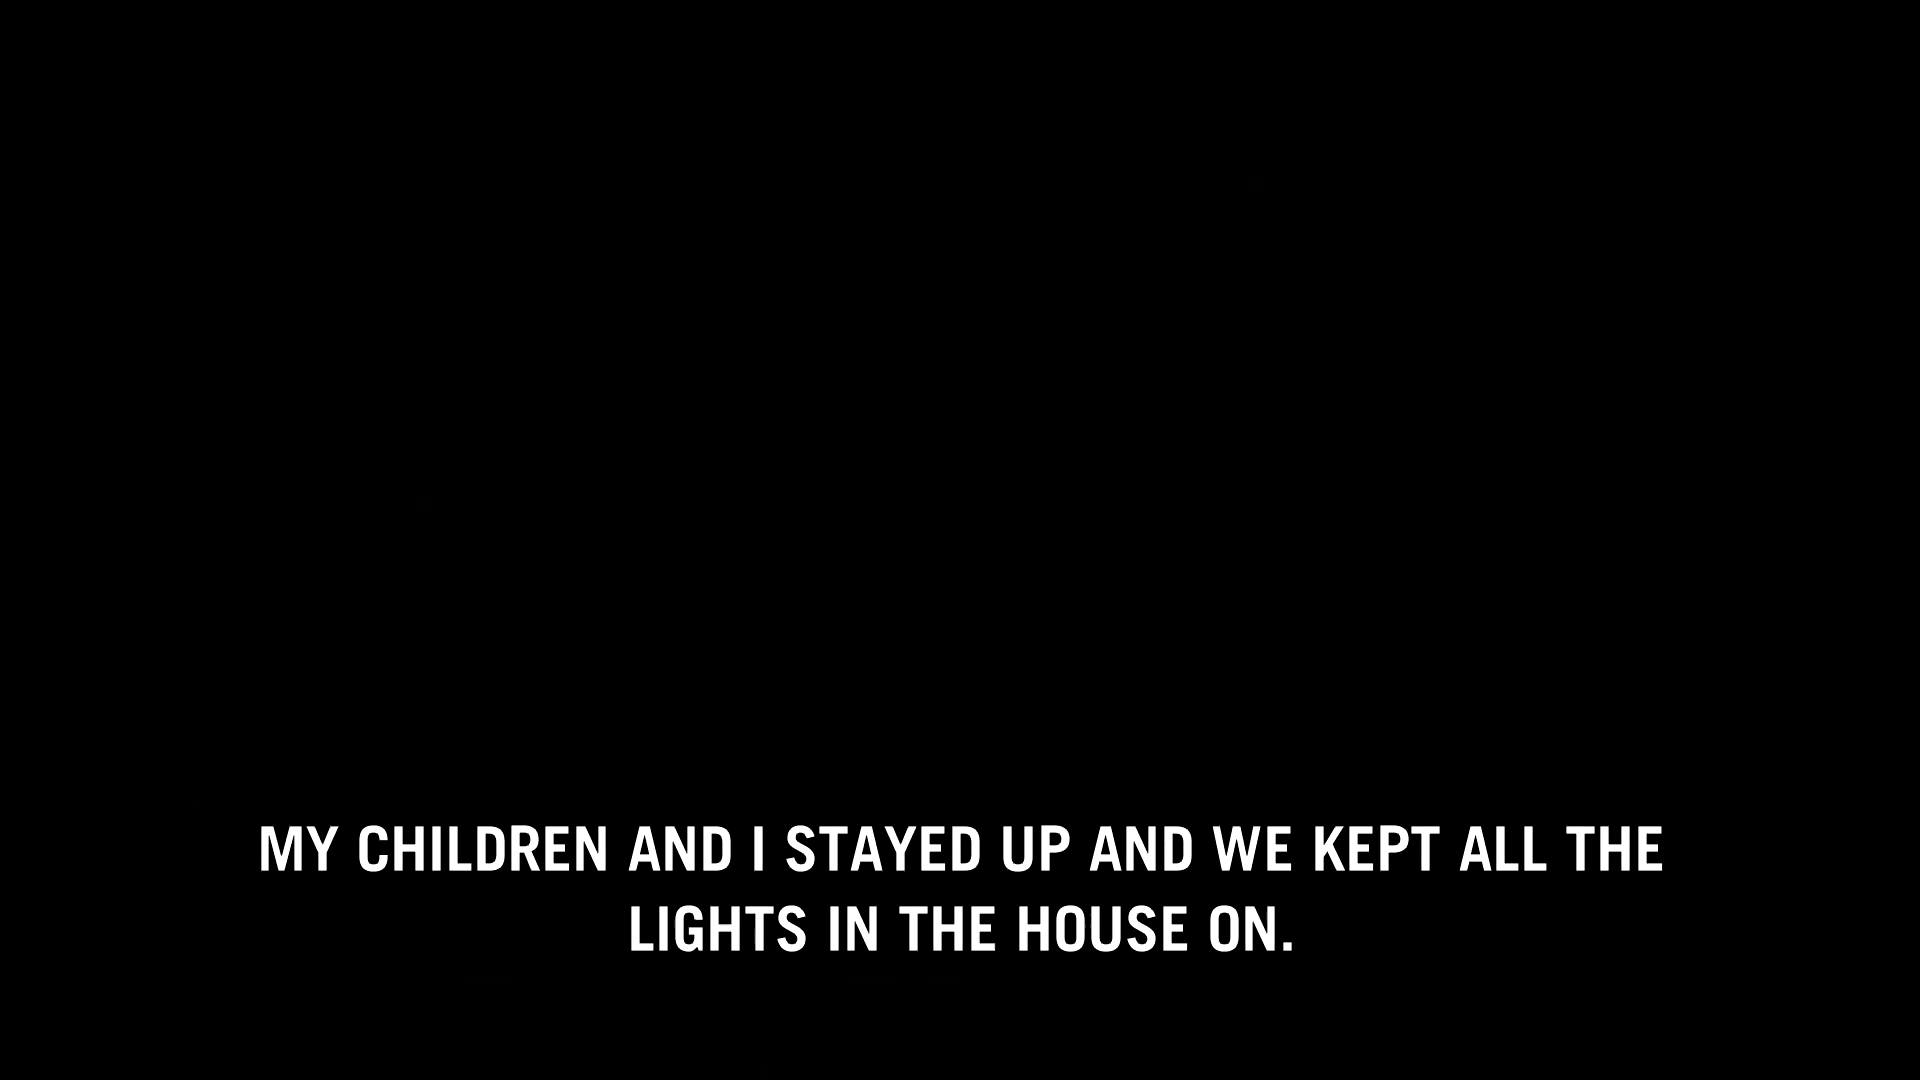 MY CHILDREN AND I STAYED UP AND WE KEPT ALL THE
LIGHTS IN THE HOUSE ON.